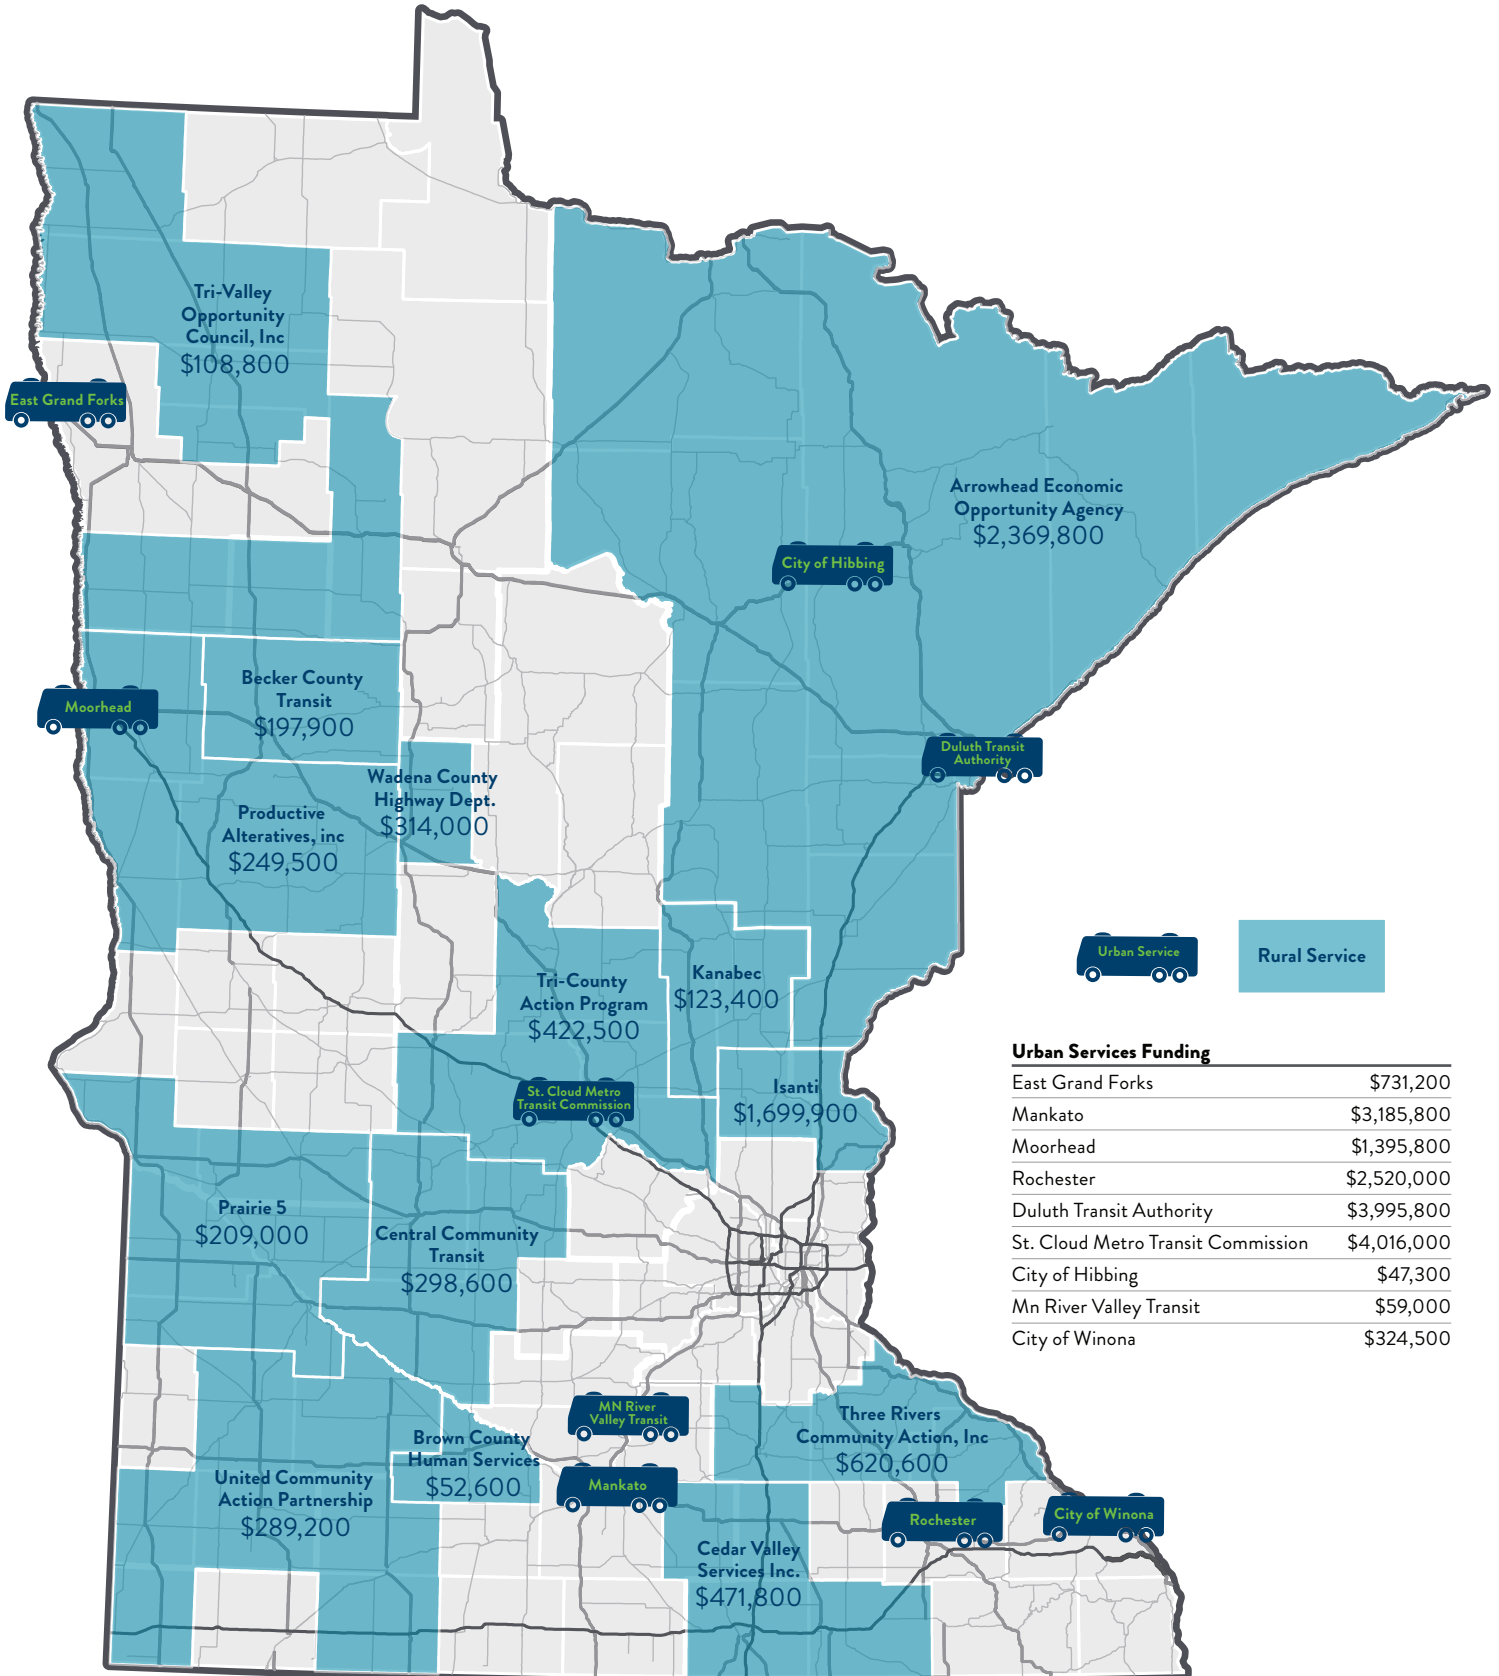 Tri-Valley
Opportunity
Council, Inc
$108,800
East Grand Forks
Arrowhead Economic
Opportunity Agency
$2,369,800
City of Hibbing
Becker County
Transit
$197,900
Moorhead
Duluth Transit
Authority
Wadena County
Highway Dept.
$314,000
Productive
Alteratives, inc
$249,500
Urban Service
Rural Service
Kanabec
$123,400
Tri-County
Action Program
$422,500
St. Cloud Metro
Transit Commission
Isanti
$1,699,900
Urban Services Funding
East Grand Forks $731,200
Mankato $3,185,800
Moorhead $1,395,800
Rochester $2,520,000
Duluth Transit Authority $3,995,800
St. Cloud Metro Transit Commission $4,016,000
City of Hibbing $47,300
Mn River Valley Transit $59,000
City of Winona $324,500
Prairie 5
$209,000
Central Community
Transit
$298,600
MN River
Valley Transit
Three Rivers
Community Action, Inc
$620,600
Brown County
Human Services
$52,600
United Community
Action Partnership
$289,200
Mankato
Rochester
City of Winona
Cedar Valley
Services Inc.
$471,800